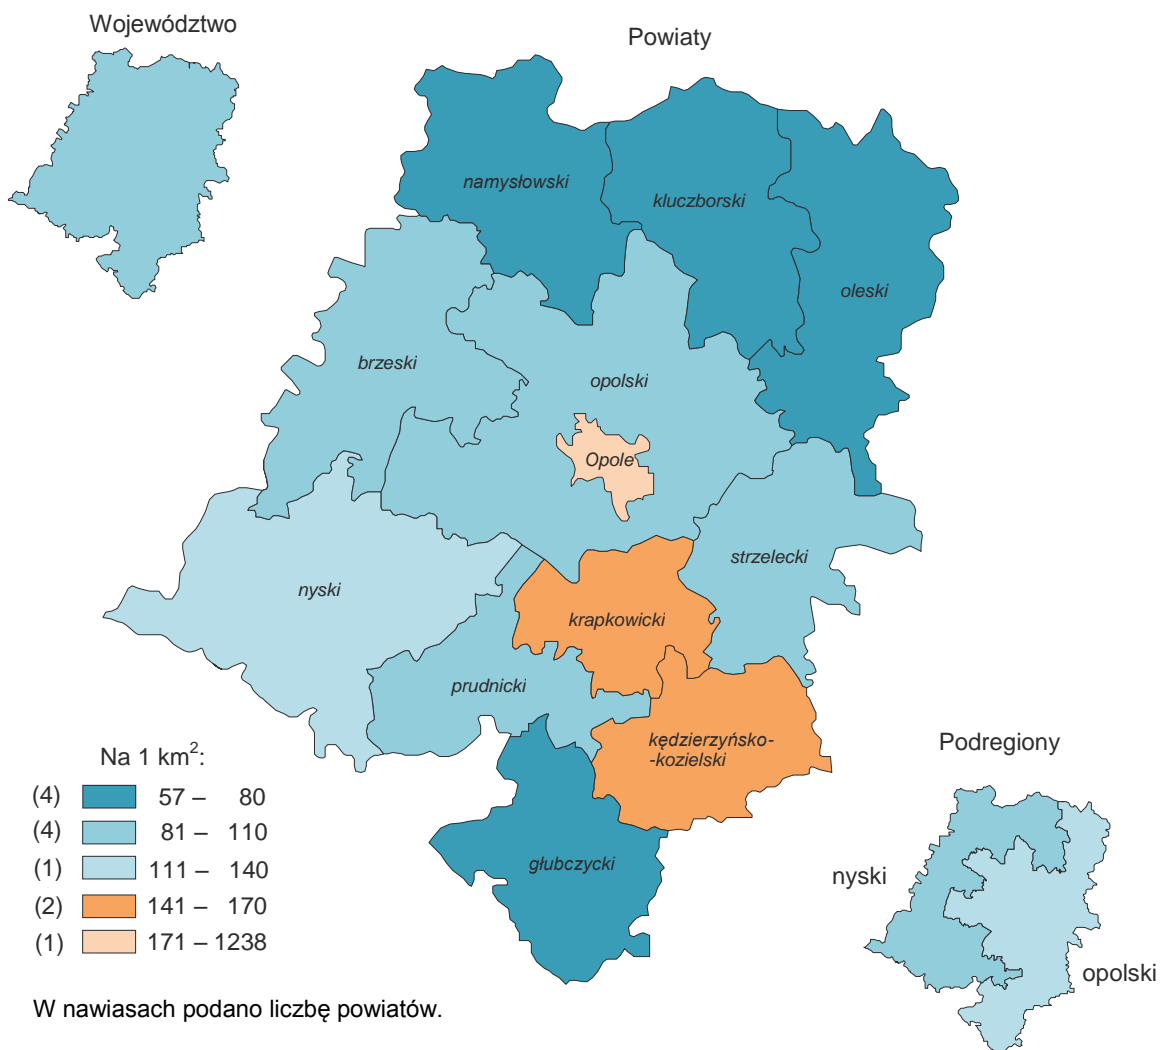 Województwo
Powiaty
namysłowski
kluczborski
oleski
brzeski
opolski
Opole
strzelecki
nyski
krapkowicki
prudnicki
kędzierzyńsko-
-kozielski
głubczycki
Na 1 km²:
(4) 57 – 80
(4) 81 – 110
(1) 111 – 140
(2) 141 – 170
(1) 171 – 1238
W nawiasach podano liczbę powiatów.
Podregiony
nyski
opolski